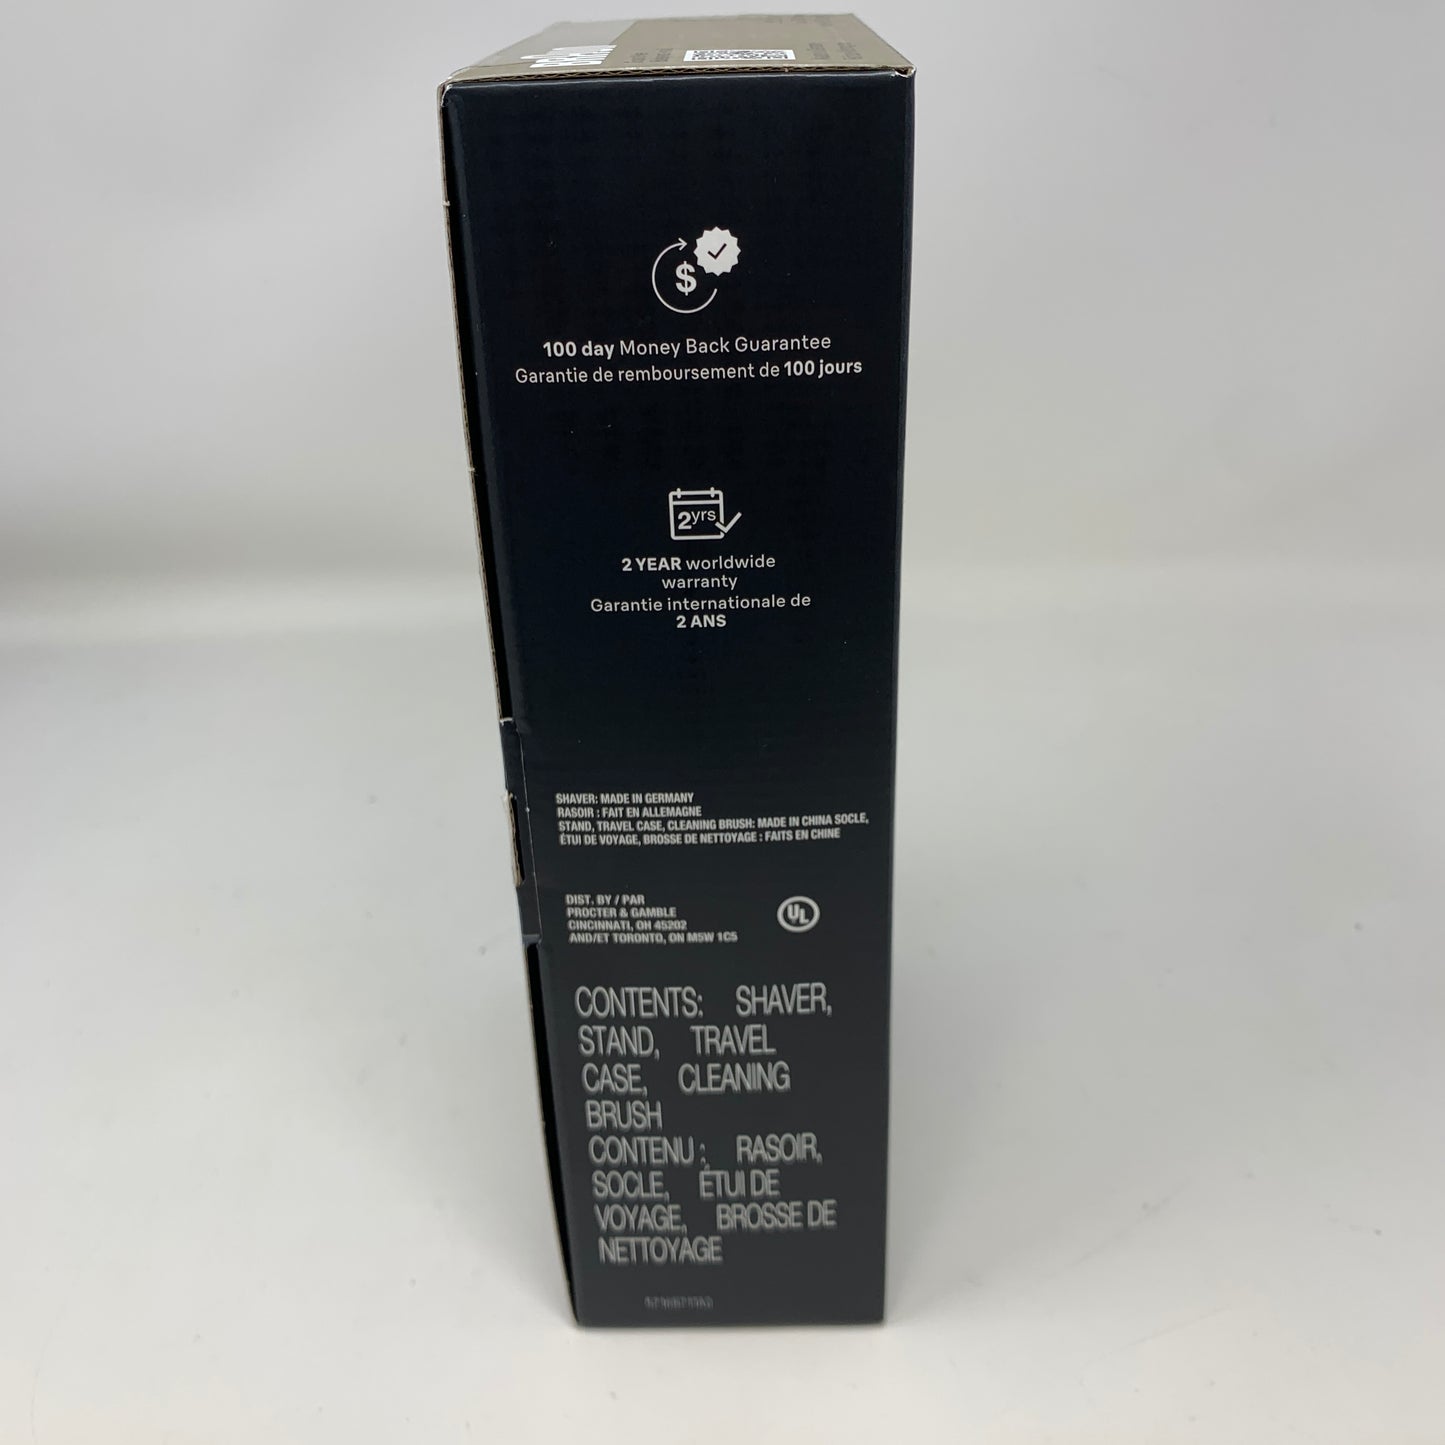 BRAUN
$
100 day Money Back Guarantee
Garantie de remboursement de 100 jours
2yrs
2 YEAR worldwide
warranty
Garantie internationale de
2 ANS
SHAVER: MADE IN GERMANY
RASOIR : FAIT EN ALLEMAGNE
STAND, TRAVEL CASE, CLEANING BRUSH: MADE IN CHINA SOCLE,
ÉTUI DE VOYAGE, BROSSE DE NETTOYAGE : FAITS EN CHINE
DIST. BY / PAR
PROCTER & GAMBLE
CINCINNATI, OH 45202
AND/ET TORONTO, ON M5W 1C5
UL
CONTENTS: SHAVER,
STAND, TRAVEL
CASE, CLEANING
BRUSH
CONTENU : RASOIR,
SOCLE, ÉTUI DE
VOYAGE, BROSSE DE
NETTOYAGE